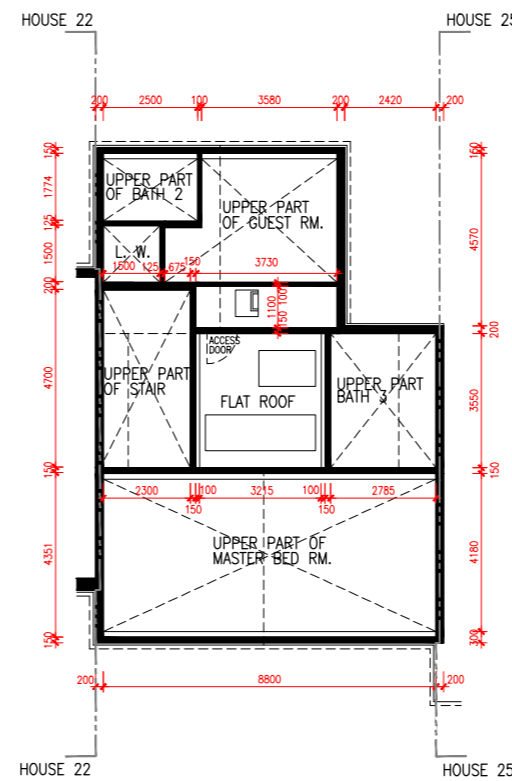 HOUSE 22
HOUSE 25
200
2500
100
3580
200
2420
200
150
1774
125
1500
200
4700
150
4351
150
UPPER PART
OF BATH 2
UPPER PART
OF GUEST RM.
L. W.
1500
125
675
150
3730
1100
100
150
ACCESS
DOOR
UPPER PART
OF STAIR
FLAT ROOF
UPPER PART
BATH 3
2300
150
100
3215
100
150
2785
UPPER PART OF
MASTER BED RM.
150
4570
200
3550
150
4180
300
200
8800
200
HOUSE 22
HOUSE 25